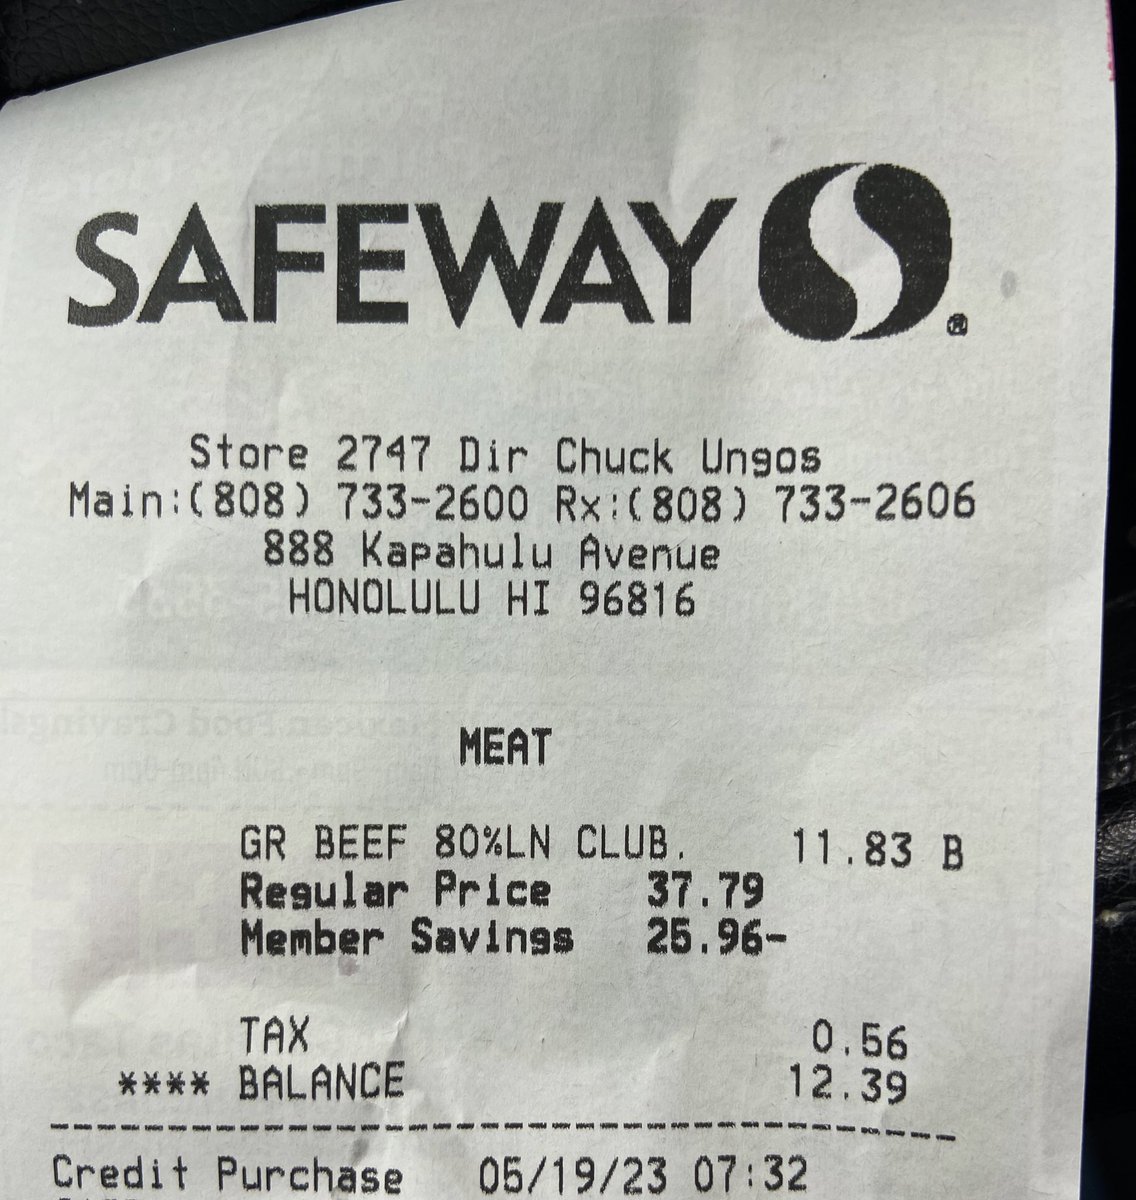 SAFEWAY ®
Store 2747 Dir Chuck Ungos
Main:(808) 733-2600 Rx:(808) 733-2606
888 Kapahulu Avenue
HONOLULU HI 96816
MEAT
GR BEEF 80%LN CLUB. 11.83 B
Regular Price 37.79
Member Savings 25.96-
TAX 0.56
**** BALANCE 12.39
Credit Purchase 05/19/23 07:32